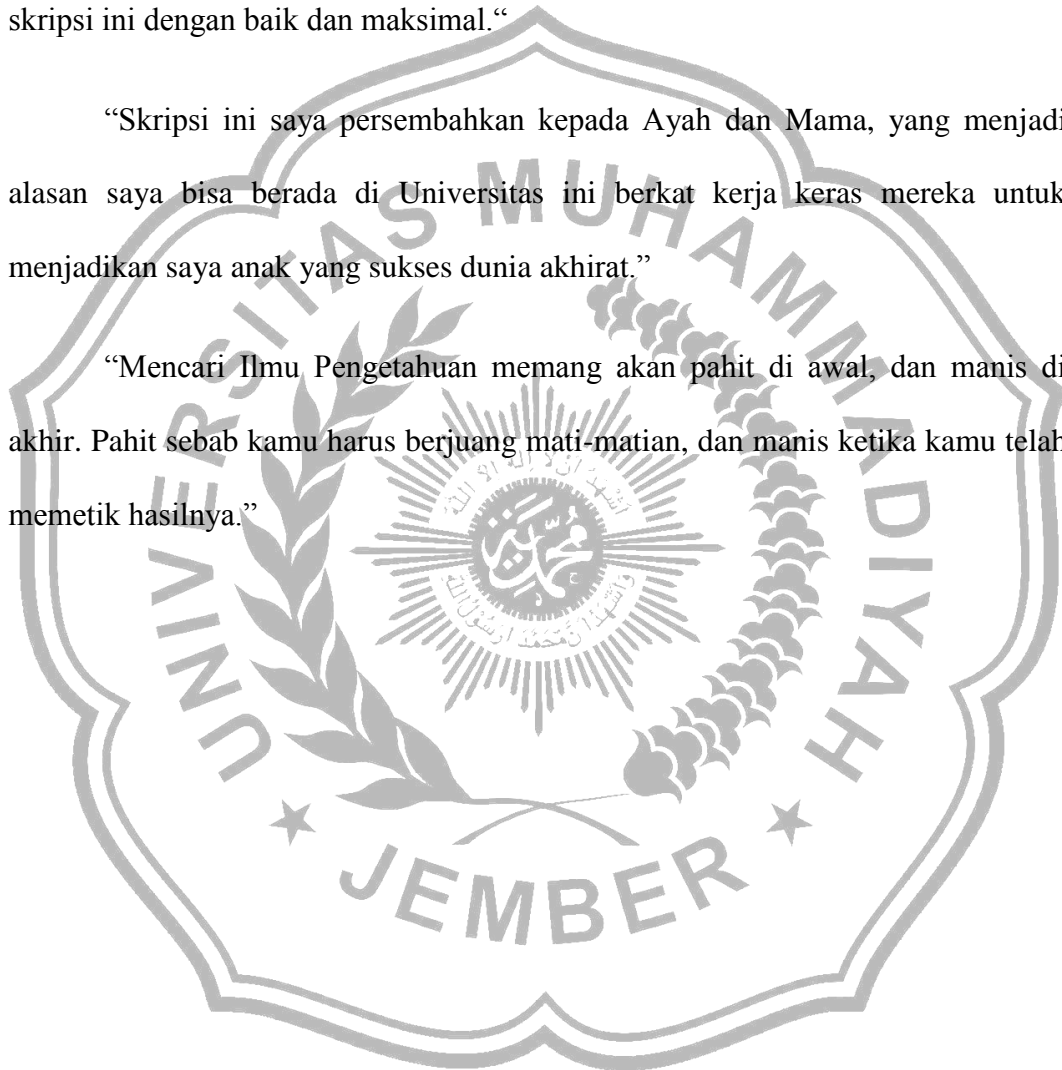 skripsi ini dengan baik dan maksimal.“
“Skripsi ini saya persembahkan kepada Ayah dan Mama, yang menjadi
alasan saya bisa berada di Universitas ini berkat kerja keras mereka untuk
menjadikan saya anak yang sukses dunia akhirat.”
“Mencari Ilmu Pengetahuan memang akan pahit di awal, dan manis di
akhir. Pahit sebab kamu harus berjuang mati-matian, dan manis ketika kamu telah
memetik hasilnya.”
UNIVERSITAS MUHAMMADIYAH
JEMBER